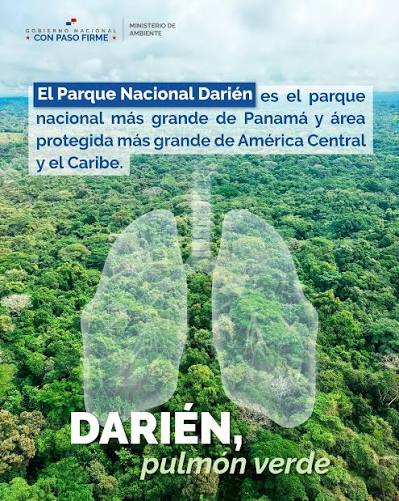 GOBIERNO NACIONAL
★ CON PASO FIRME ★
MINISTERIO DE
AMBIENTE
El Parque Nacional Darién es el parque
nacional más grande de Panamá y área
protegida más grande de América Central
y el Caribe.
DARIÉN,
pulmón verde